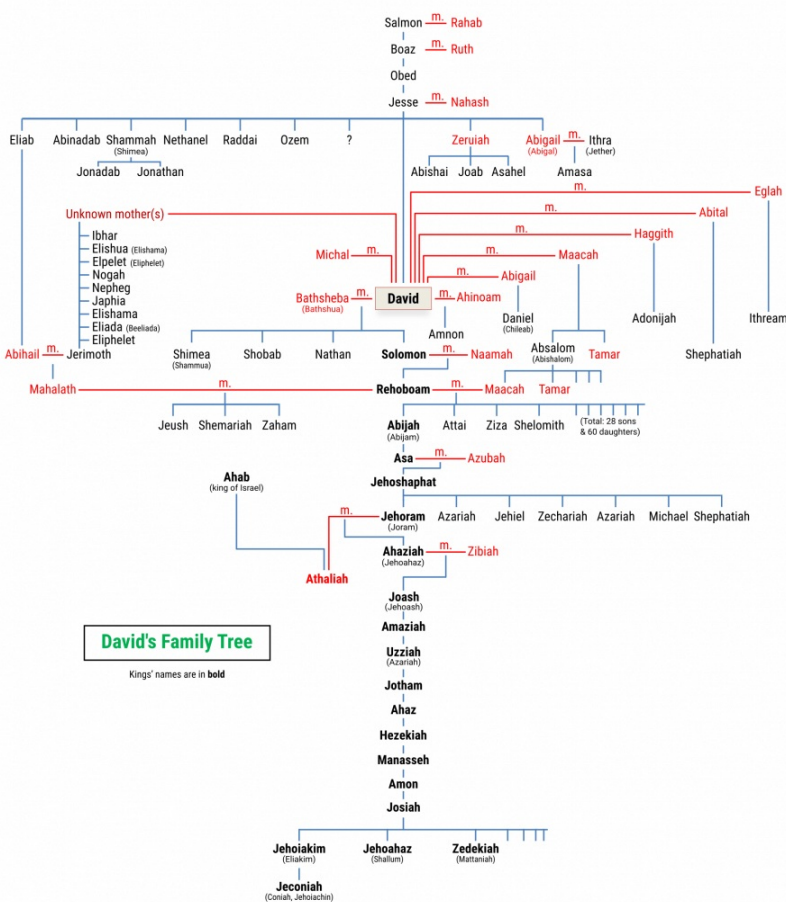 Salmon m. Rahab
Boaz m. Ruth
Obed
Jesse m. Nahash
Eliab Abinadab Shammah Nethanel Raddai Ozem ? Zeruiah Abigail m. Ithra
(Shimea) (Abigal) (Jether)
Jonadab Jonathan Abishai Joab Asahel Amasa
m. Eglah
Unknown mother(s) Abital
Haggith
Ibhar
Elishua (Elishama)
Elpelet (Eliphelet)
Nogah
Nepheg
Japhia
Elishama
Eliada (Beeliada)
Eliphelet
Michal m. m. Maacah
m. Abigail
Bathsheba m. David m. Ahinoam
(Bathshua)
Daniel Adonijah Ithream
(Chileab)
Amnon
Abihail m. Jerimoth Shimea Shobab Nathan Solomon m. Naamah Absalom Tamar Shephatiah
(Shammua) (Abishalom)
Mahalath m. Rehoboam m. Maacah Tamar
Jeush Shemariah Zaham Abijah Attai Ziza Shelomith (Total: 28 sons
(Abijam) & 60 daughters)
Asa m. Azubah
Ahab Jehoshaphat
(king of Israel)
m. Jehoram Azariah Jehiel Zechariah Azariah Michael Shephatiah
(Joram)
Ahaziah m. Zibiah
(Jehoahaz)
Athaliah
Joash
(Jehoash)
Amaziah
David's Family Tree
Kings' names are in bold
Uzziah
(Azariah)
Jotham
Ahaz
Hezekiah
Manasseh
Amon
Josiah
Jehoiakim Jehoahaz Zedekiah
(Eliakim) (Shallum) (Mattaniah)
Jeconiah
(Coniah, Jehoiachin)